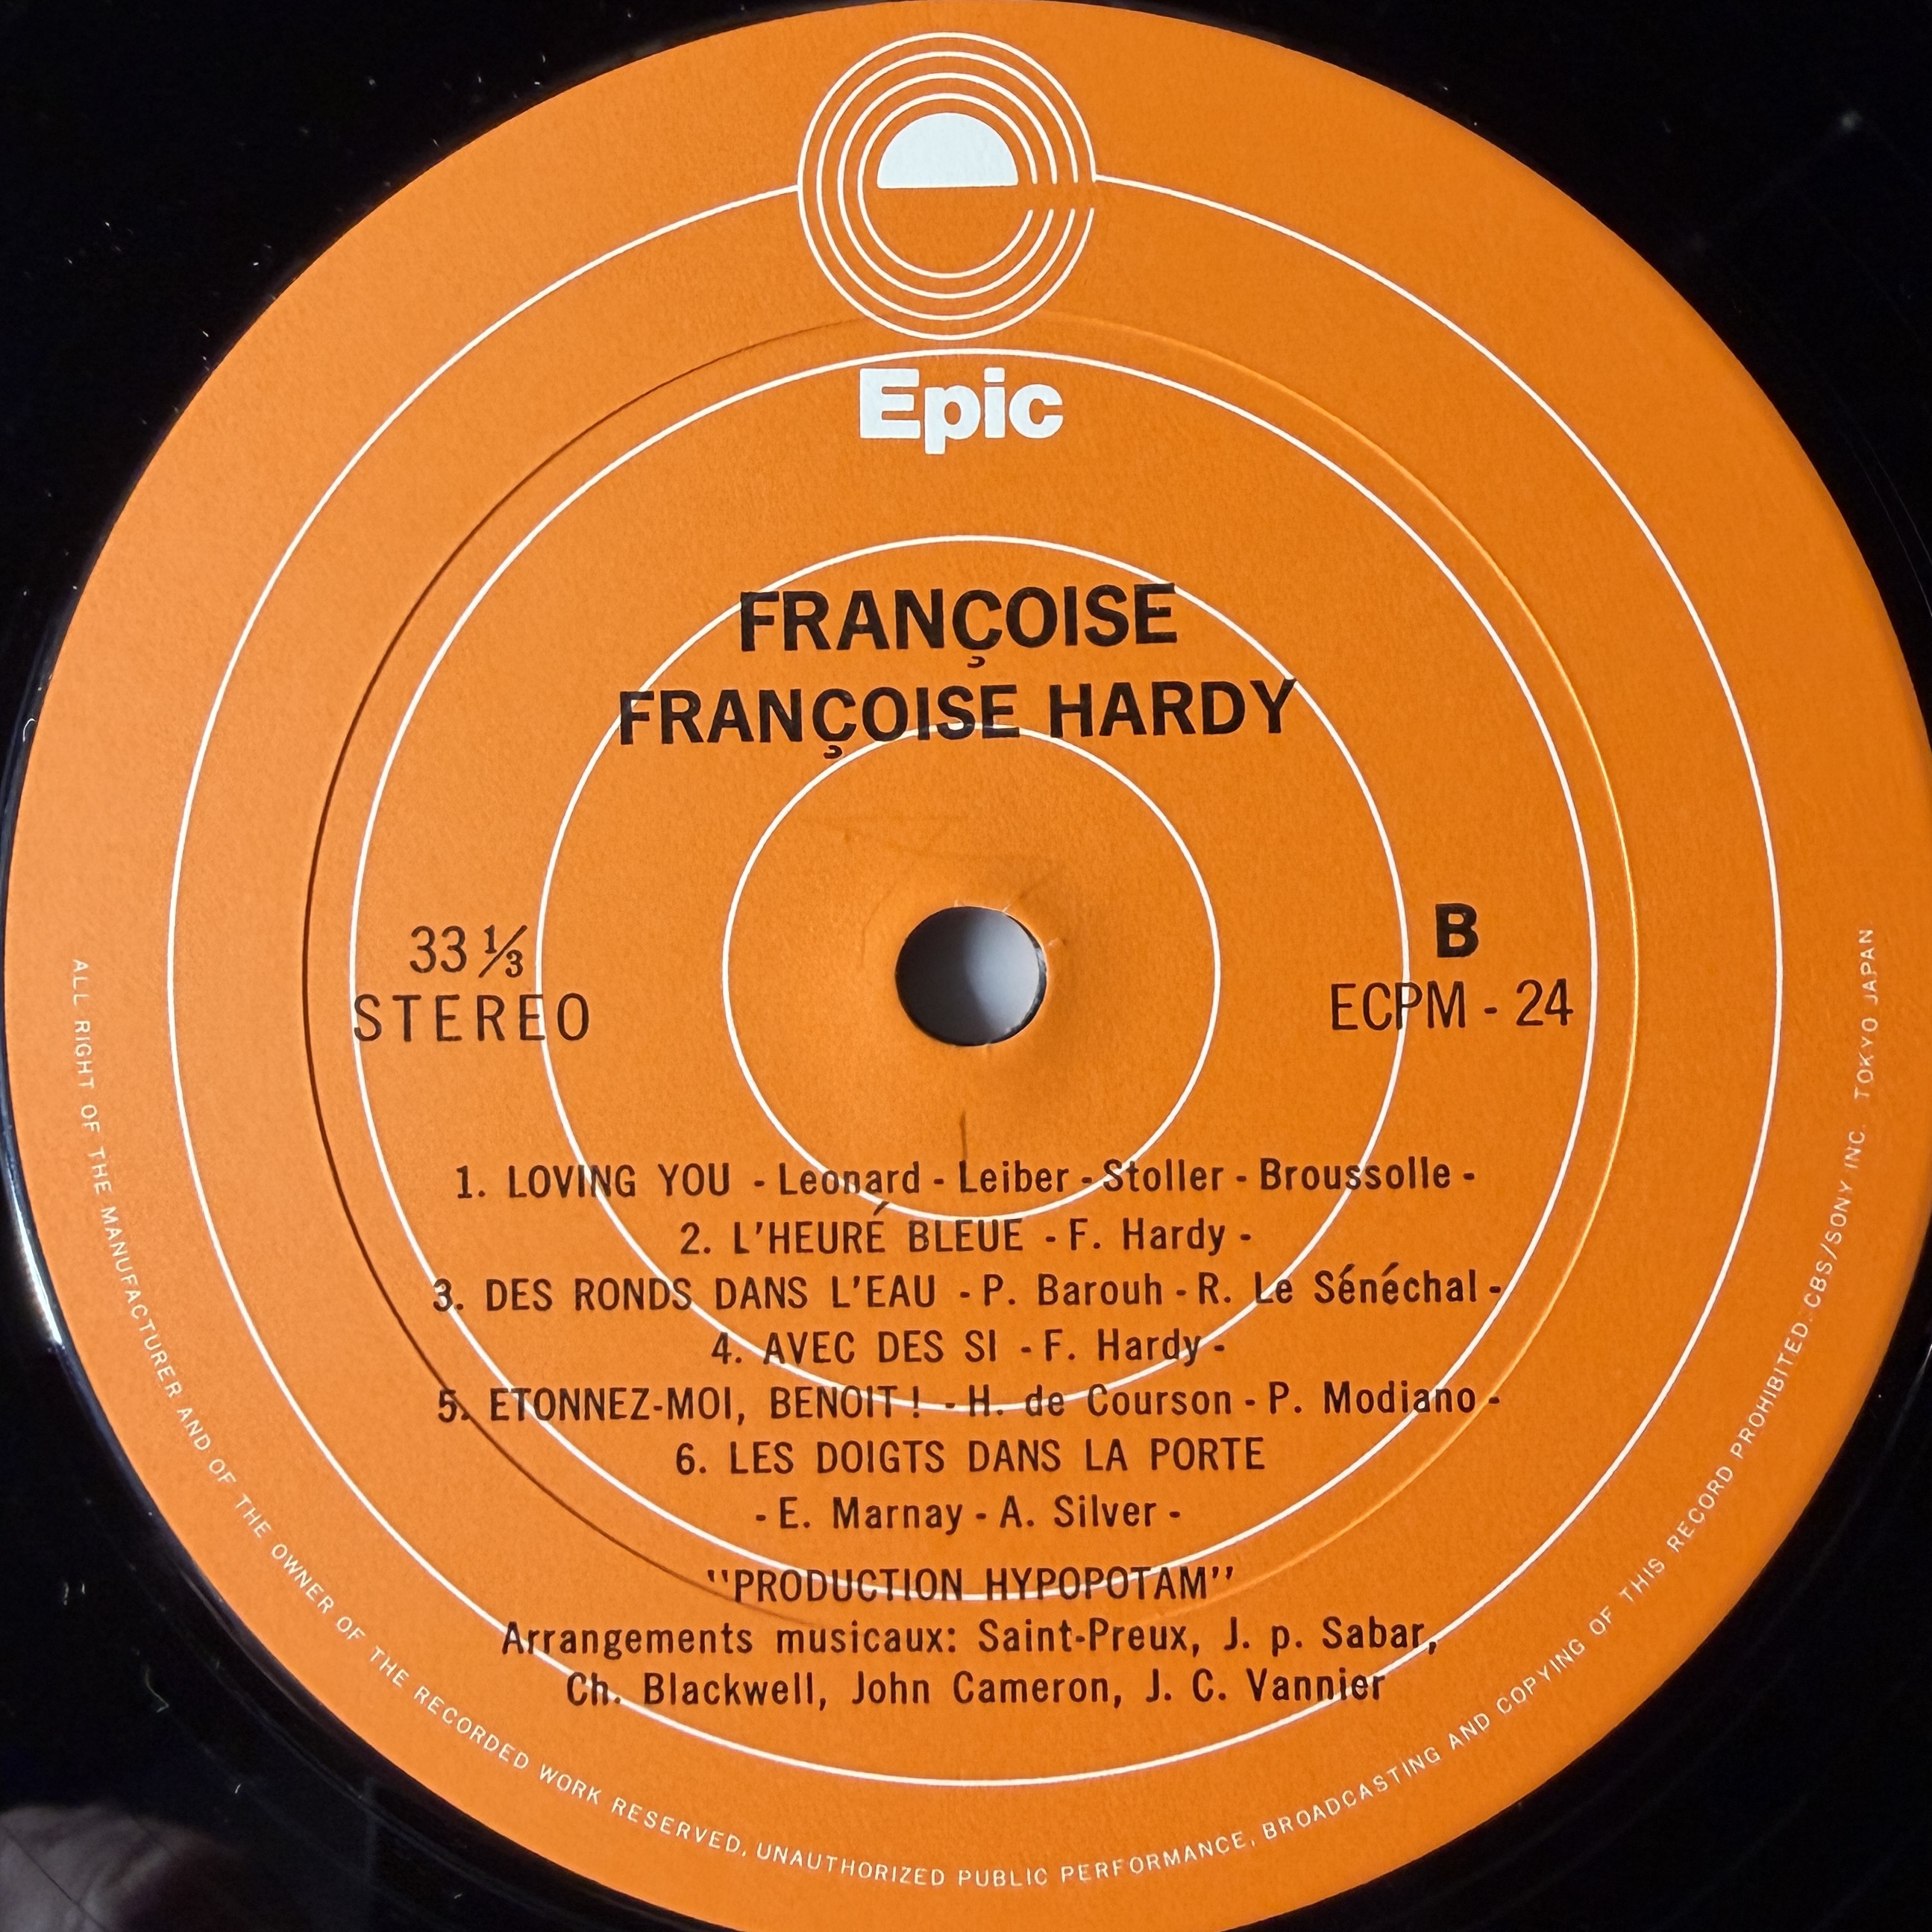 Epic
FRANÇOISE
FRANÇOISE HARDY
33 ⅓
STEREO
B
ECPM - 24
1. LOVING YOU - Leonard - Leiber - Stoller - Broussolle -
2. L'HEURÉ BLEUE - F. Hardy -
3. DES RONDS DANS L'EAU - P. Barouh - R. Le Sénéchal -
4. AVEC DES SI - F. Hardy -
5. ETONNEZ-MOI, BENOIT ! - H. de Courson - P. Modiano -
6. LES DOIGTS DANS LA PORTE
- E. Marnay - A. Silver -
"PRODUCTION HYPOPOTAM"
Arrangements musicaux: Saint-Preux, J. p. Sabar,
Ch. Blackwell, John Cameron, J. C. Vannier
ALL RIGHT OF THE MANUFACTURER AND OF THE OWNER OF THE RECORDED WORK RESERVED, UNAUTHORIZED PUBLIC PERFORMANCE, BROADCASTING AND COPYING OF THIS RECORD PROHIBITED. CBS/SONY INC. TOKYO JAPAN